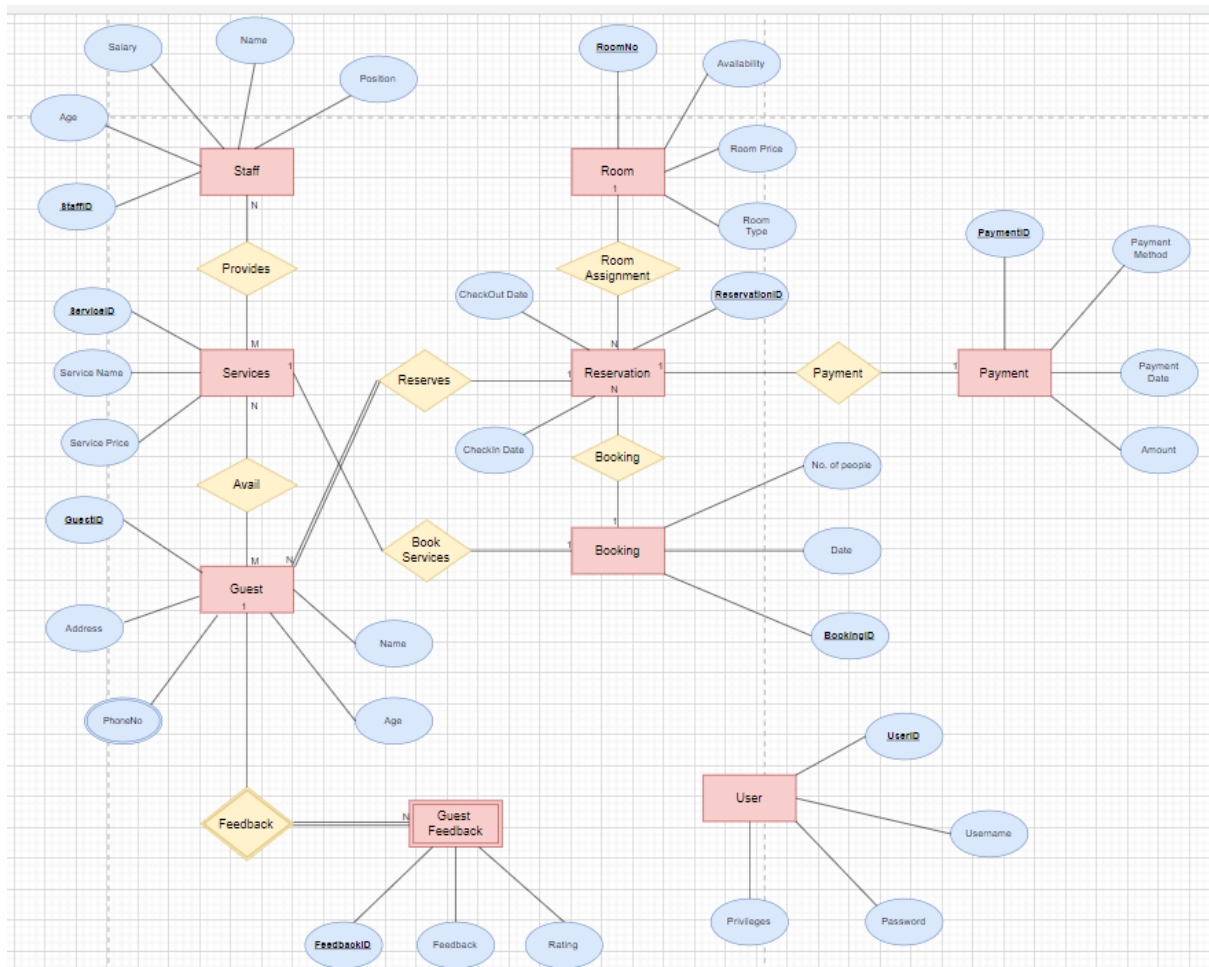 Salary
Name
Position
Age
StaffID
Staff
N
RoomNo
Availability
Room Price
Room
Type
Room
1
Provides
Room
Assignment
PaymentID
Payment
Method
ServiceID
CheckOut Date
ReservationID
M
N
Service Name
Services
1
Reserves
1
Reservation
1
Payment
1
Payment
Payment
Date
N
N
Service Price
CheckIn Date
Amount
Avail
Booking
No. of people
GuestID
Book
Services
1
1
Booking
Date
M
N
Guest
1
Address
Name
BookingID
PhoneNo
Age
UserID
User
Feedback
N
Guest
Feedback
Username
Privileges
Password
FeedbackID
Feedback
Rating